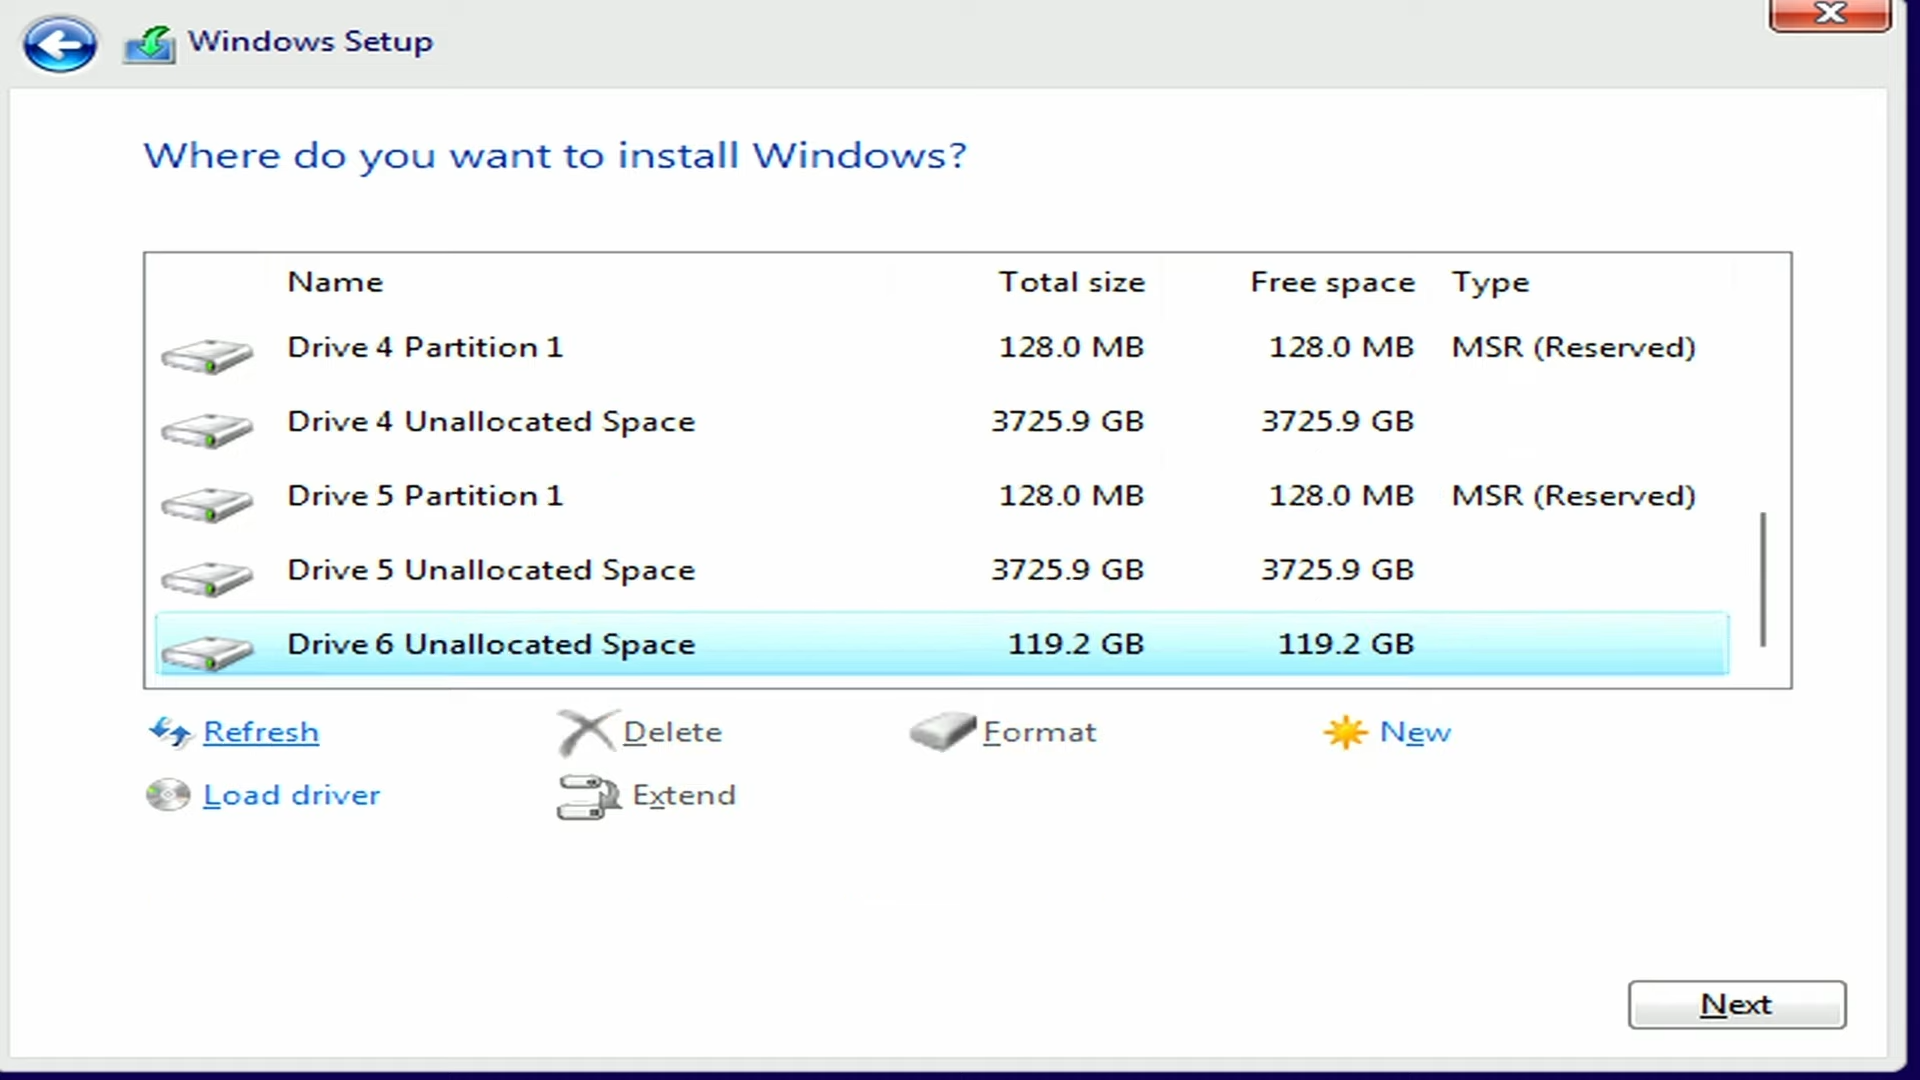 Windows Setup
Where do you want to install Windows?
Name Total size Free space Type
Drive 4 Partition 1 128.0 MB 128.0 MB MSR (Reserved)
Drive 4 Unallocated Space 3725.9 GB 3725.9 GB
Drive 5 Partition 1 128.0 MB 128.0 MB MSR (Reserved)
Drive 5 Unallocated Space 3725.9 GB 3725.9 GB
Drive 6 Unallocated Space 119.2 GB 119.2 GB
Refresh Delete Format New
Load driver Extend
Next